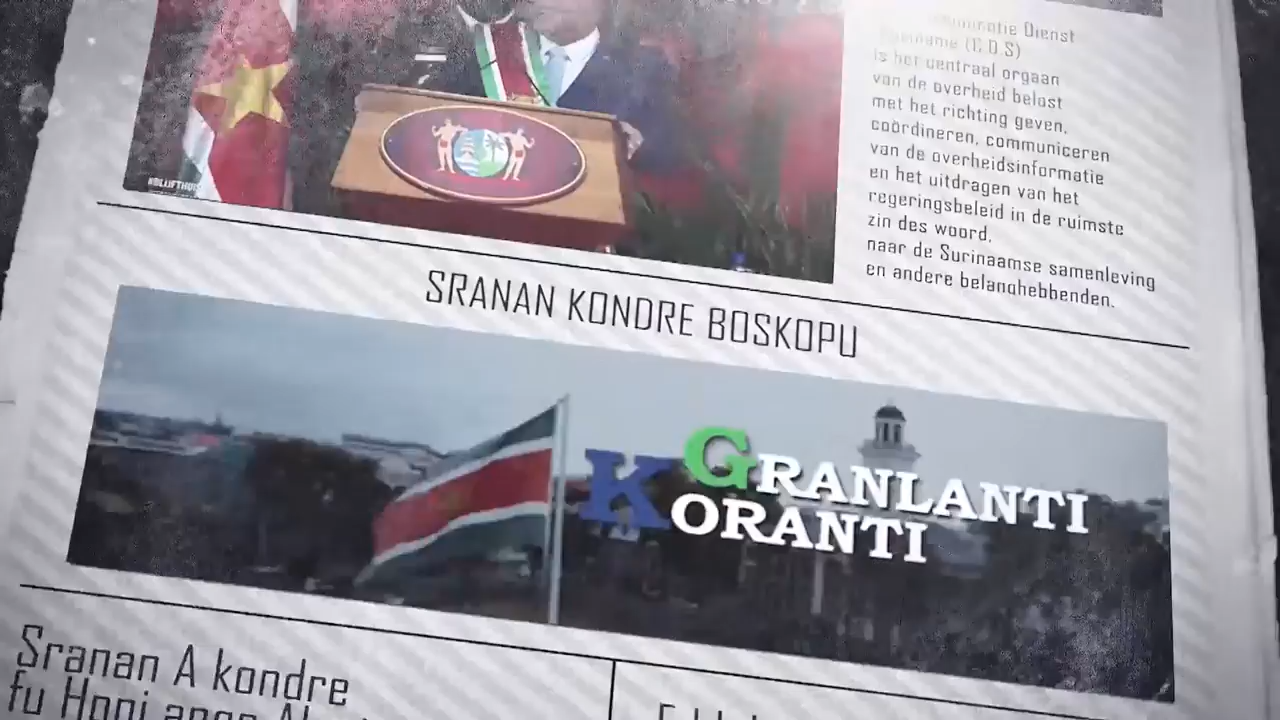 Dienst
(C.D.S)
is het centraal orgaan
van de overheid belast
met het richting geven,
coördineren, communiceren
van de overheidsinformatie
en het uitdragen van het
regeringsbeleid in de ruimste
zin des woord,
naar de Surinaamse samenleving
en andere belanghebbenden.
SRANAN KONDRE BOSKOPU
GRANLANTI
KORANTI
Sranan A kondre
fu